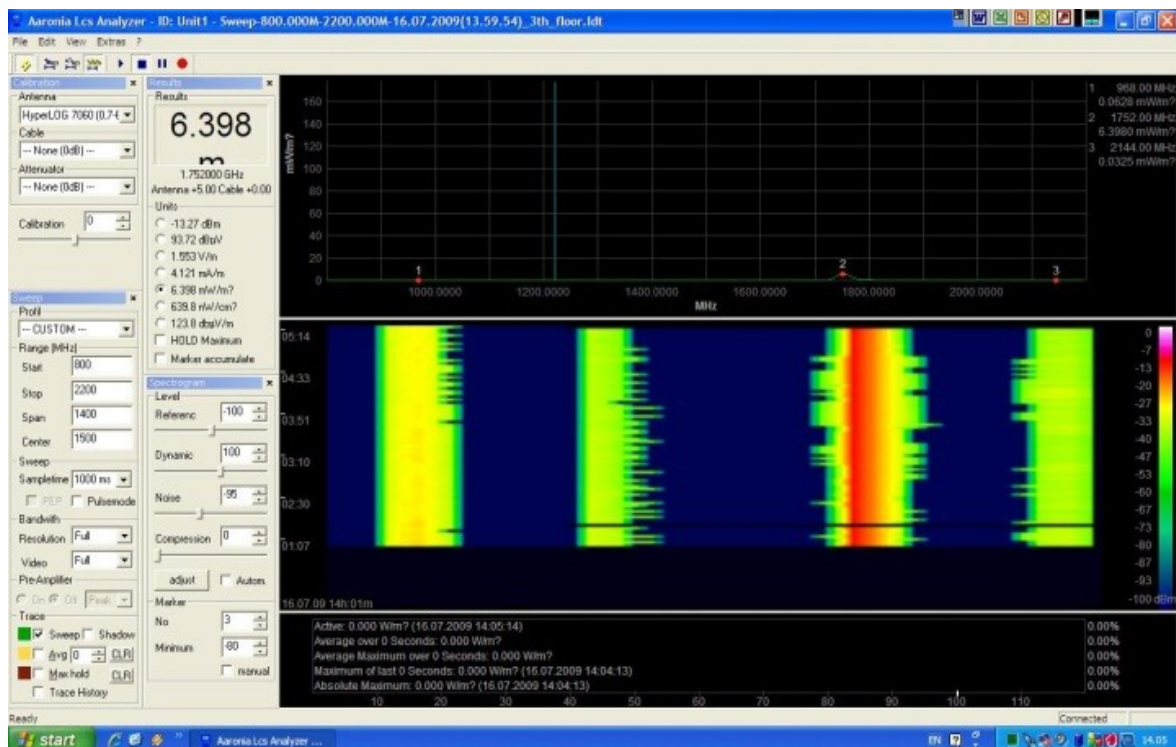 Aaronia Lcs Analyzer - ID: Unit1 - Sweep-800.000M-2200.000M-16.07.2009(13.59.54)_3th_floor.ldt
File Edit View Extras ?
Calibration
Antenna
HyperLOG 7060 (0,7-6
Cable
-- None (0dB) --
Attenuator
-- None (0dB) --
Calibration 0
Sweep
Profil
-- CUSTOM --
Range [MHz]
Start 800
Stop 2200
Span 1400
Center 1500
Sweep
Sampletime 1000 ms
PEP Pulsemode
Bandwith
Resolution Full
Video Full
Pre-Amplifier
On Off Peak
Trace
Sweep Shadow
Avg 0 CLR
Max hold CLR
Trace History
Results
Results
6.398
m
1.752000 GHz
Antenna +5.00 Cable +0.00
Units
-13.27 dBm
93.72 dBµV
1.553 V/m
4.121 mA/m
6.398 mW/m?
639.8 nW/cm?
123.8 dbµV/m
HOLD Maximum
Marker accumulate
Spectrogram
Level
Referenc -100
Dynamic 100
Noise -95
Compression 0
adjust Autom.
Marker
No 3
Minimum -80
manual
mW/m?
160
140
120
100
80
60
40
20
0
1 2 3
1000.0000 1200.0000 1400.0000 1600.0000 1800.0000 2000.0000
MHz
1 968.00 MHz
0.0628 mW/m?
2 1752.00 MHz
6.3980 mW/m?
3 2144.00 MHz
0.0325 mW/m?
05:14
04:33
03:51
03:10
02:30
01:07
16.07.09 14h:01m
0
-7
-13
-20
-27
-33
-40
-47
-53
-60
-67
-73
-80
-87
-93
-100 dBm
Active: 0.000 W/m? (16.07.2009 14:05:14) 0.00%
Average over 0 Seconds: 0.000 W/m? 0.00%
Average Maximum over 0 Seconds: 0.000 W/m? 0.00%
Maximum of last 0 Seconds: 0.000 W/m? (16.07.2009 14:04:13) 0.00%
Absolute Maximum: 0.000 W/m? (16.07.2009 14:04:13) 0.00%
10 20 30 40 50 60 70 80 90 100 110
Ready Connected
start Aaronia Lcs Analyzer ... EN 14:05